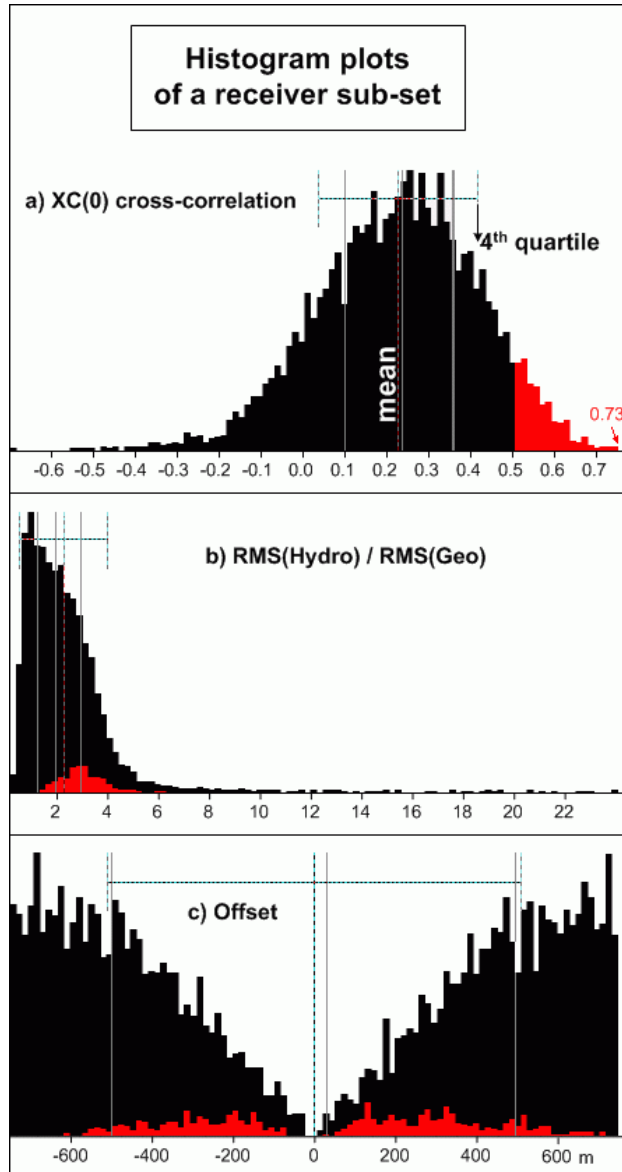 Histogram plots
of a receiver sub-set
a) XC(0) cross-correlation
4th quartile
mean
0.73
-0.6 -0.5 -0.4 -0.3 -0.2 -0.1 0.0 0.1 0.2 0.3 0.4 0.5 0.6 0.7
b) RMS(Hydro) / RMS(Geo)
2 4 6 8 10 12 14 16 18 20 22
c) Offset
-600 -400 -200 0 200 400 600 m